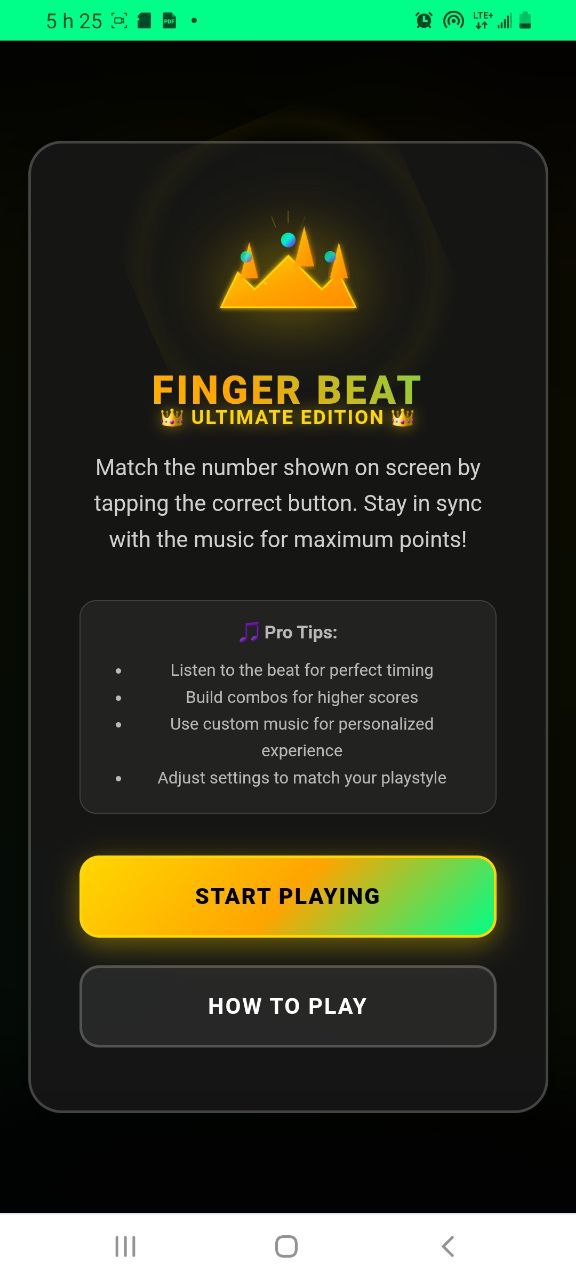 5 h 25
PDF
LTE+
FINGER BEAT
👑 ULTIMATE EDITION 👑
Match the number shown on screen by
tapping the correct button. Stay in sync
with the music for maximum points!
🎵 Pro Tips:
• Listen to the beat for perfect timing
• Build combos for higher scores
• Use custom music for personalized
experience
• Adjust settings to match your playstyle
START PLAYING
HOW TO PLAY